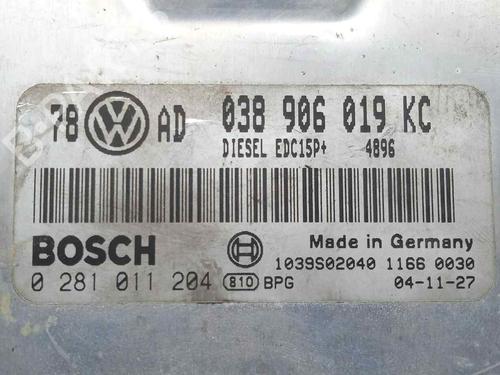 78 AD 038 906 019 KC
DIESEL EDC15P+ 4896
BOSCH Made in Germany
0 281 011 204 810 BPG 1039S02040 1166 0030
04-11-27